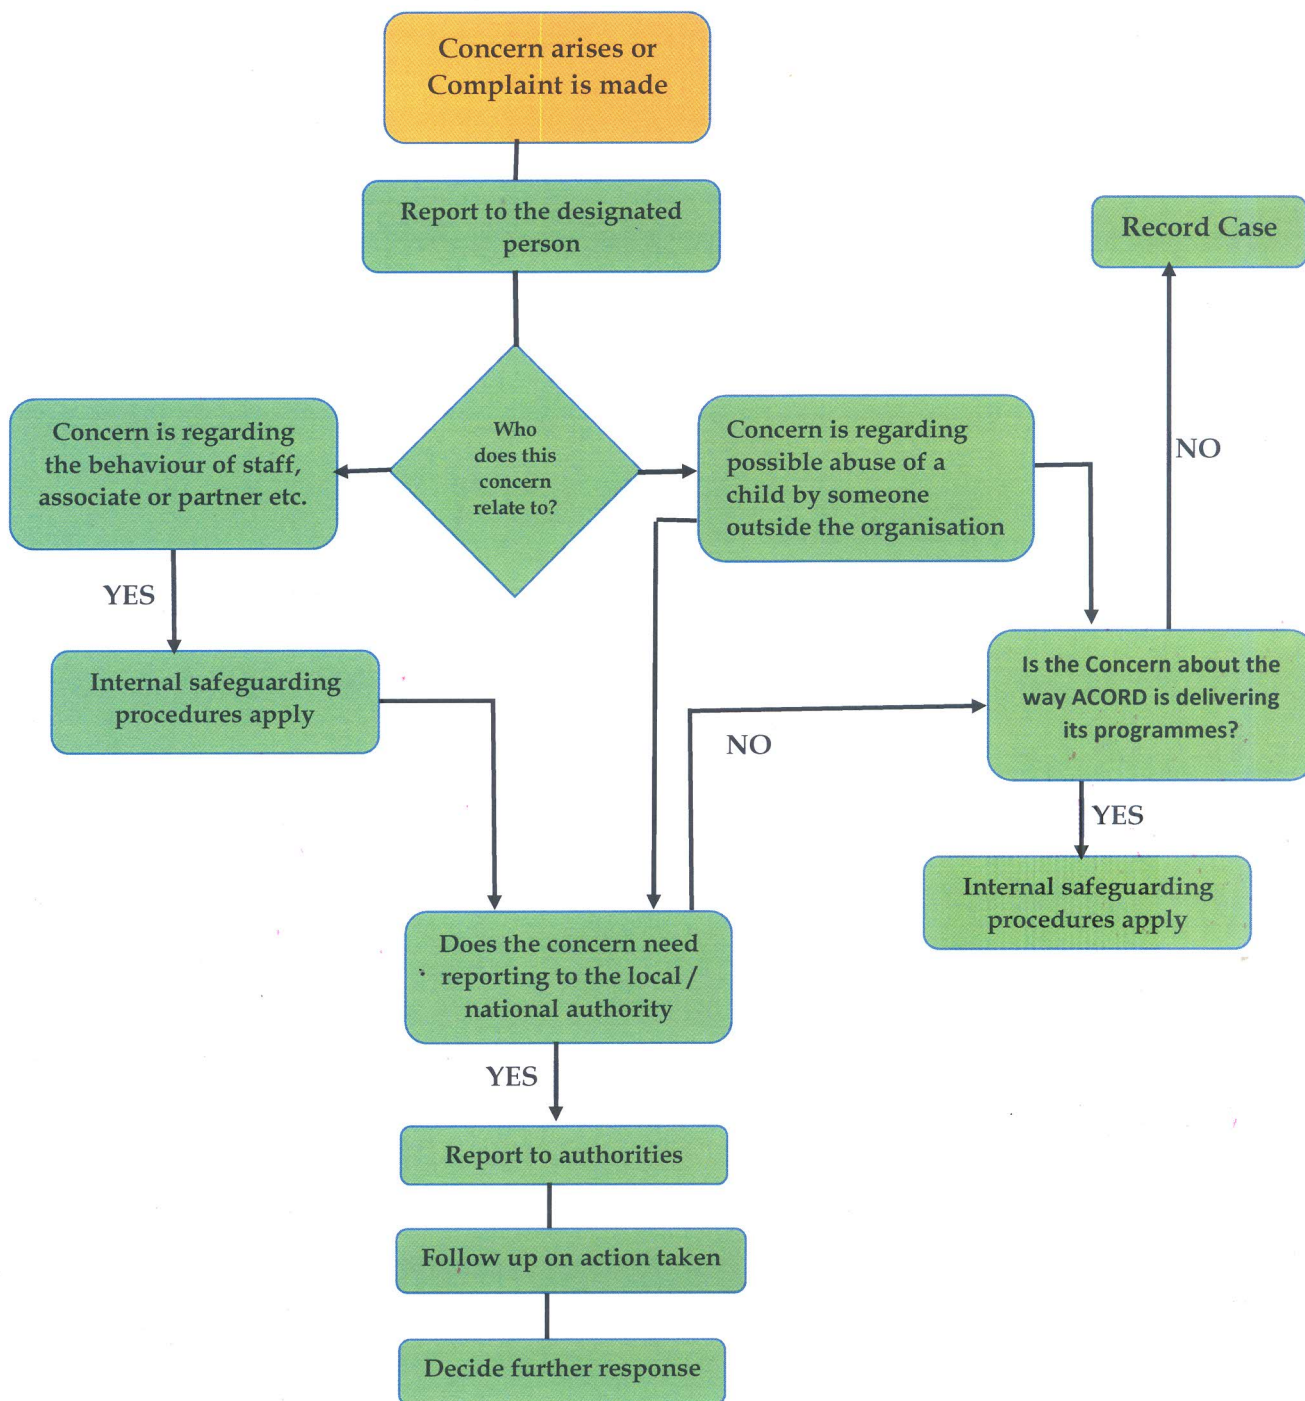 Concern arises or
Complaint is made
Report to the designated
person
Record Case
Who
does this
concern
relate to?
Concern is regarding
the behaviour of staff,
associate or partner etc.
Concern is regarding
possible abuse of a
child by someone
outside the organisation
NO
YES
Internal safeguarding
procedures apply
Is the Concern about the
way ACORD is delivering
its programmes?
NO
YES
Internal safeguarding
procedures apply
Does the concern need
reporting to the local /
national authority
YES
Report to authorities
Follow up on action taken
Decide further response